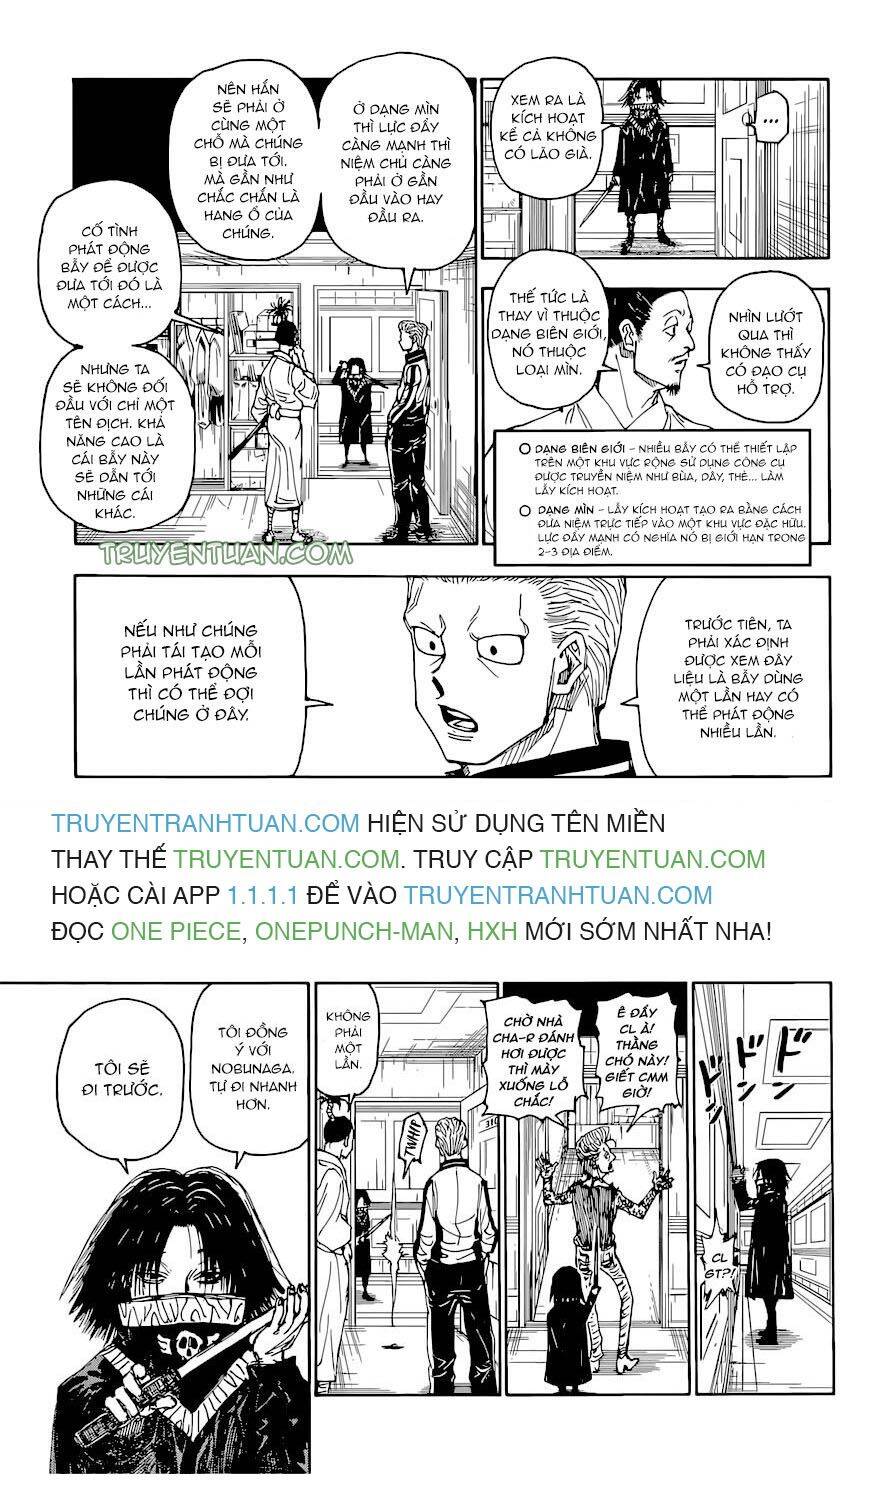 XEM RA LÀ
KÍCH HOẠT
KỂ CẢ KHÔNG
CÓ LÃO GIÀ.
...
Ở DẠNG MÌN
THÌ LỰC ĐẨY
CÀNG MẠNH THÌ
NIỆM CHỦ CÀNG
PHẢI Ở GẦN
ĐẦU VÀO HAY
ĐẦU RA.
NÊN HẮN
SẼ PHẢI Ở
CÙNG MỘT
CHỖ MÀ CHÚNG
BỊ ĐƯA TỚI.
MÀ GẦN NHƯ
CHẮC CHẮN LÀ
HANG Ổ CỦA
CHÚNG.
CỐ TÌNH
PHÁT ĐỘNG
BẪY ĐỂ ĐƯỢC
ĐƯA TỚI ĐÓ LÀ
MỘT CÁCH...
NHƯNG TA
SẼ KHÔNG ĐỐI
ĐẦU VỚI CHỈ MỘT
TÊN ĐỊCH. KHẢ
NĂNG CAO LÀ
CÁI BẪY NÀY
SẼ DẪN TỚI
NHỮNG CÁI
KHÁC.
TRUYENTUAN.COM
NHÌN LƯỚT
QUA THÌ
KHÔNG THẤY
CÓ ĐẠO CỤ
HỖ TRỢ.
THẾ TỨC LÀ
THAY VÌ THUỘC
DẠNG BIÊN GIỚI,
NÓ THUỘC
LOẠI MÌN.
DẠNG BIÊN GIỚI – NHIỀU BẪY CÓ THỂ THIẾT LẬP
TRÊN MỘT KHU VỰC RỘNG SỬ DỤNG CÔNG CỤ
ĐƯỢC TRUYỀN NIỆM NHƯ BÙA, DÂY, THẺ... LÀM
LẪY KÍCH HOẠT.
DẠNG MÌN – LẪY KÍCH HOẠT TẠO RA BẰNG CÁCH
ĐƯA NIỆM TRỰC TIẾP VÀO MỘT KHU VỰC ĐẶC HỮU.
LỰC ĐẨY MẠNH CÓ NGHĨA NÓ BỊ GIỚI HẠN TRONG
2-3 ĐỊA ĐIỂM.
TRƯỚC TIÊN, TA
PHẢI XÁC ĐỊNH
ĐƯỢC XEM ĐÂY
LIỆU LÀ BẪY DÙNG
MỘT LẦN HAY CÓ
THỂ PHÁT ĐỘNG
NHIỀU LẦN.
NẾU NHƯ CHÚNG
PHẢI TÁI TẠO MỖI
LẦN PHÁT ĐỘNG
THÌ CÓ THỂ ĐỢI
CHÚNG Ở ĐÂY.
TRUYENTRANHTUAN.COM HIỆN SỬ DỤNG TÊN MIỀN
THAY THẾ TRUYENTUAN.COM. TRUY CẬP TRUYENTUAN.COM
HOẶC CÀI APP 1.1.1.1 ĐỂ VÀO TRUYENTRANHTUAN.COM
ĐỌC ONE PIECE, ONEPUNCH-MAN, HXH MỚI SỚM NHẤT NHA!
ドドド
CL
GT?!
Ê ĐẦY
CL À!
THẰNG
CHÓ NÀY!
GIẾT CMM
GIỜ!
CHỜ NHÀ
CHA-R ĐÁNH
HƠI ĐƯỢC
THÌ MÀY
XUỐNG LỖ
CHẮC!
KHÔNG
PHẢI
MỘT
LẦN.
TWHIP
TÔI ĐỒNG
Ý VỚI
NOBUNAGA.
TỰ ĐI NHANH
HƠN.
TÔI SẼ
ĐI TRƯỚC.